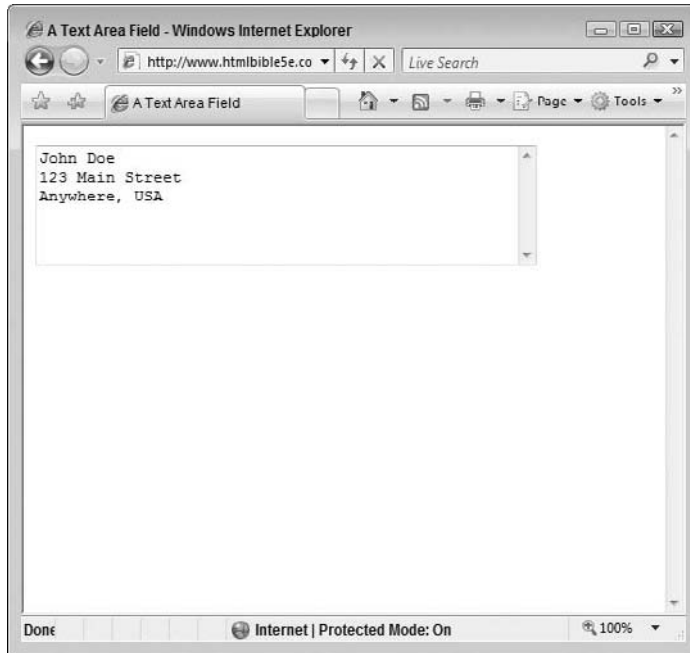 A Text Area Field - Windows Internet Explorer
http://www.htmlbible5e.co Live Search
A Text Area Field Page Tools
John Doe
123 Main Street
Anywhere, USA
Done Internet | Protected Mode: On 100%